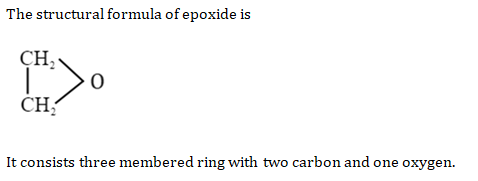 The structural formula of epoxide is
CH₂
O
CH₂
It consists three membered ring with two carbon and one oxygen.